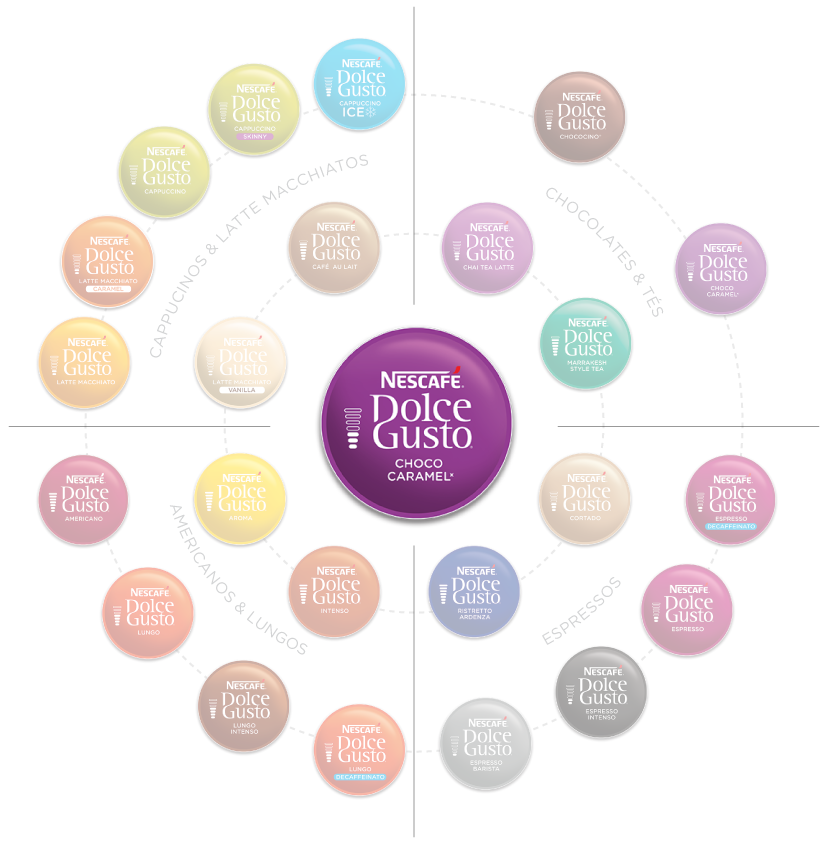 NESCAFÉ
DOLCE
GUSTO
CAPPUCCINO
ICE
NESCAFÉ
DOLCE
GUSTO
CAPPUCCINO
SKINNY
NESCAFÉ
DOLCE
GUSTO
CAPPUCCINO
NESCAFÉ
DOLCE
GUSTO
LATTE MACCHIATO
CARAMEL
NESCAFÉ
DOLCE
GUSTO
LATTE MACCHIATO
CAPPUCINOS & LATTE MACCHIATOS
NESCAFÉ
DOLCE
GUSTO
CAFÉ AU LAIT
NESCAFÉ
DOLCE
GUSTO
LATTE MACCHIATO
VANILLA
NESCAFÉ
DOLCE
GUSTO
CHOCOCINO
NESCAFÉ
DOLCE
GUSTO
CHOCO
CARAMEL*
CHOCOLATES & TÉS
NESCAFÉ
DOLCE
GUSTO
CHAI TEA LATTE
NESCAFÉ
DOLCE
GUSTO
MARRAKESH
STYLE TEA
NESCAFÉ
DOLCE
GUSTO
CHOCO
CARAMEL*
NESCAFÉ
DOLCE
GUSTO
AMERICANO
NESCAFÉ
DOLCE
GUSTO
AROMA
NESCAFÉ
DOLCE
GUSTO
INTENSO
AMERICANOS & LUNGOS
NESCAFÉ
DOLCE
GUSTO
LUNGO
NESCAFÉ
DOLCE
GUSTO
LUNGO
INTENSO
NESCAFÉ
DOLCE
GUSTO
LUNGO
DECAFFEINATO
NESCAFÉ
DOLCE
GUSTO
CORTADO
NESCAFÉ
DOLCE
GUSTO
ESPRESSO
DECAFFEINATO
NESCAFÉ
DOLCE
GUSTO
RISTRETTO
ARDENZA
ESPRESSOS
NESCAFÉ
DOLCE
GUSTO
ESPRESSO
NESCAFÉ
DOLCE
GUSTO
ESPRESSO
INTENSO
NESCAFÉ
DOLCE
GUSTO
ESPRESSO
BARISTA